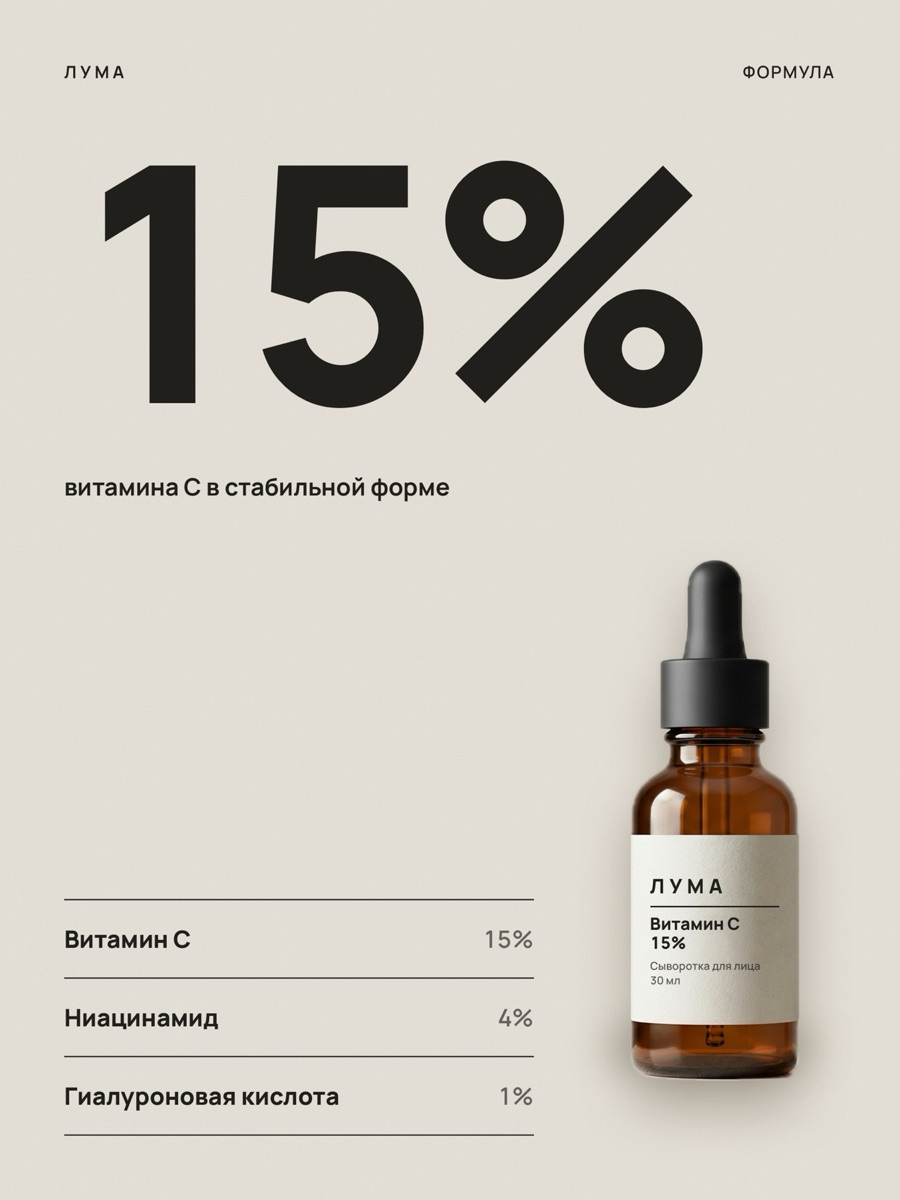 ЛУМА
ФОРМУЛА
15%
витамина С в стабильной форме
Витамин С 15%
Ниацинамид 4%
Гиалуроновая кислота 1%
ЛУМА
Витамин С
15%
Сыворотка для лица
30 мл